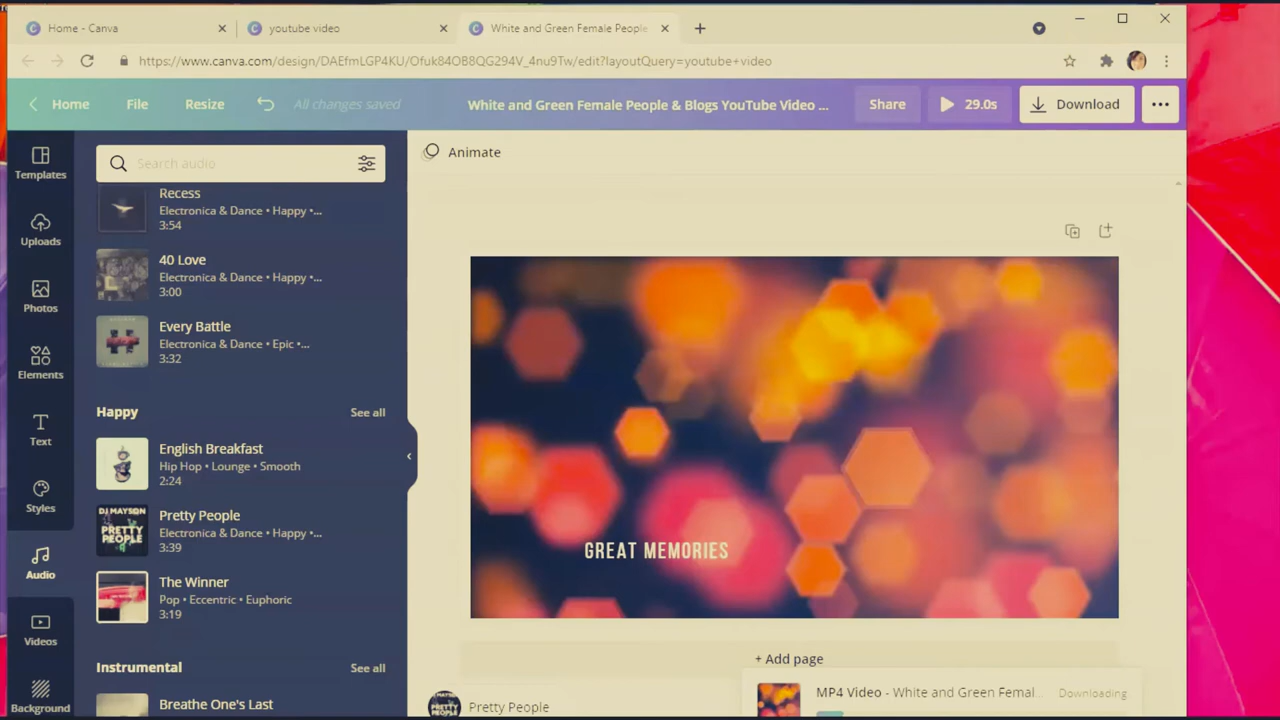 Home - Canva
youtube video
White and Green Female People
https://www.canva.com/design/DAEfmLGP4KU/Ofuk84OB8QG294V_4nu9Tw/edit?layoutQuery=youtube+video
Home
File
Resize
All changes saved
White and Green Female People & Blogs YouTube Video ...
Share
29.0s
Download
Templates
Uploads
Photos
Elements
Text
Styles
Audio
Videos
Background
Search audio
Recess
Electronica & Dance • Happy •...
3:54
40 Love
Electronica & Dance • Happy •...
3:00
Every Battle
Electronica & Dance • Epic •...
3:32
Happy
See all
English Breakfast
Hip Hop • Lounge • Smooth
2:24
DJ MAYSON
PRETTY
PEOPLE
Pretty People
Electronica & Dance • Happy •...
3:39
The Winner
Pop • Eccentric • Euphoric
3:19
Instrumental
See all
Breathe One's Last
Animate
GREAT MEMORIES
+ Add page
PRETTY
Pretty People
MP4 Video - White and Green Femal...
Downloading